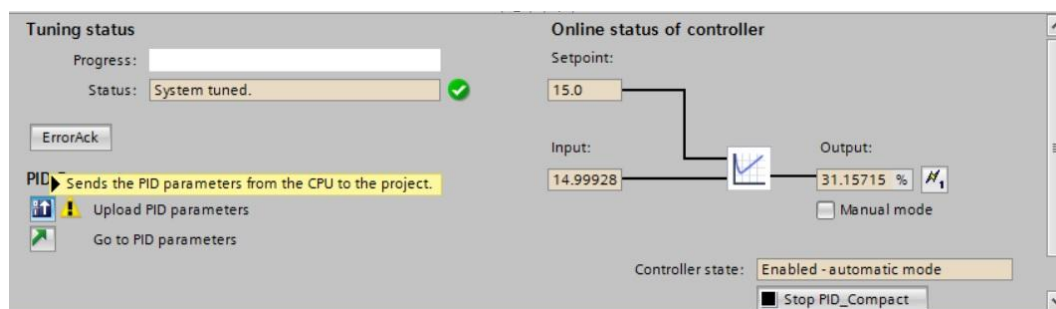 Tuning status
Progress:
Status: System tuned.
ErrorAck
PID
Sends the PID parameters from the CPU to the project.
Upload PID parameters
Go to PID parameters
Online status of controller
Setpoint:
15.0
Input:
14.99928
Output:
31.15715 %
Manual mode
Controller state: Enabled - automatic mode
Stop PID_Compact